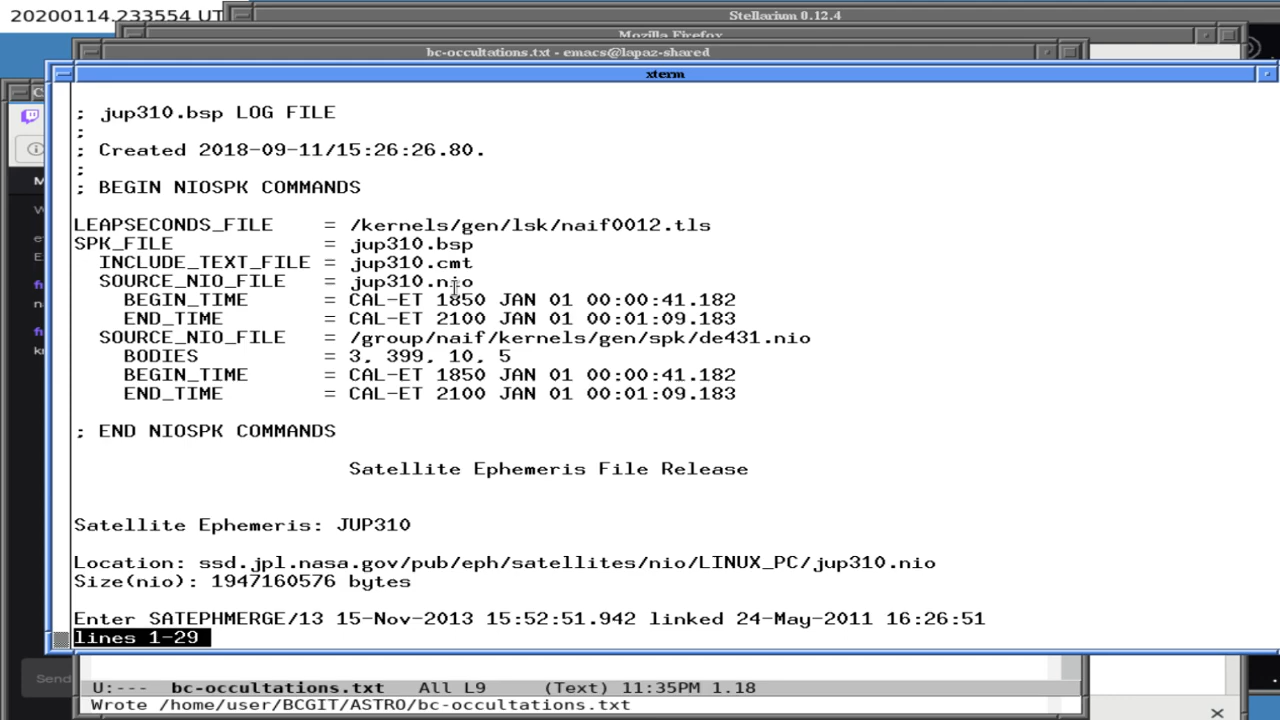 20200114.233554 UT
Stellarium 0.12.4
Mozilla Firefox
bc-occultations.txt - emacs@lapaz-shared
xterm
; jup310.bsp LOG FILE
;
; Created 2018-09-11/15:26:26.80.
;
; BEGIN NIOSPK COMMANDS
LEAPSECONDS_FILE = /kernels/gen/lsk/naif0012.tls
SPK_FILE = jup310.bsp
INCLUDE_TEXT_FILE = jup310.cmt
SOURCE_NIO_FILE = jup310.nio
BEGIN_TIME = CAL-ET 1850 JAN 01 00:00:41.182
END_TIME = CAL-ET 2100 JAN 01 00:01:09.183
SOURCE_NIO_FILE = /group/naif/kernels/gen/spk/de431.nio
BODIES = 3, 399, 10, 5
BEGIN_TIME = CAL-ET 1850 JAN 01 00:00:41.182
END_TIME = CAL-ET 2100 JAN 01 00:01:09.183
; END NIOSPK COMMANDS
Satellite Ephemeris File Release
Satellite Ephemeris: JUP310
Location: ssd.jpl.nasa.gov/pub/eph/satellites/nio/LINUX_PC/jup310.nio
Size(nio): 1947160576 bytes
Enter SATEPHMERGE/13 15-Nov-2013 15:52:51.942 linked 24-May-2011 16:26:51
lines 1-29
Send
U:--- bc-occultations.txt All L9 (Text) 11:35PM 1.18
Wrote /home/user/BCGIT/ASTRO/bc-occultations.txt